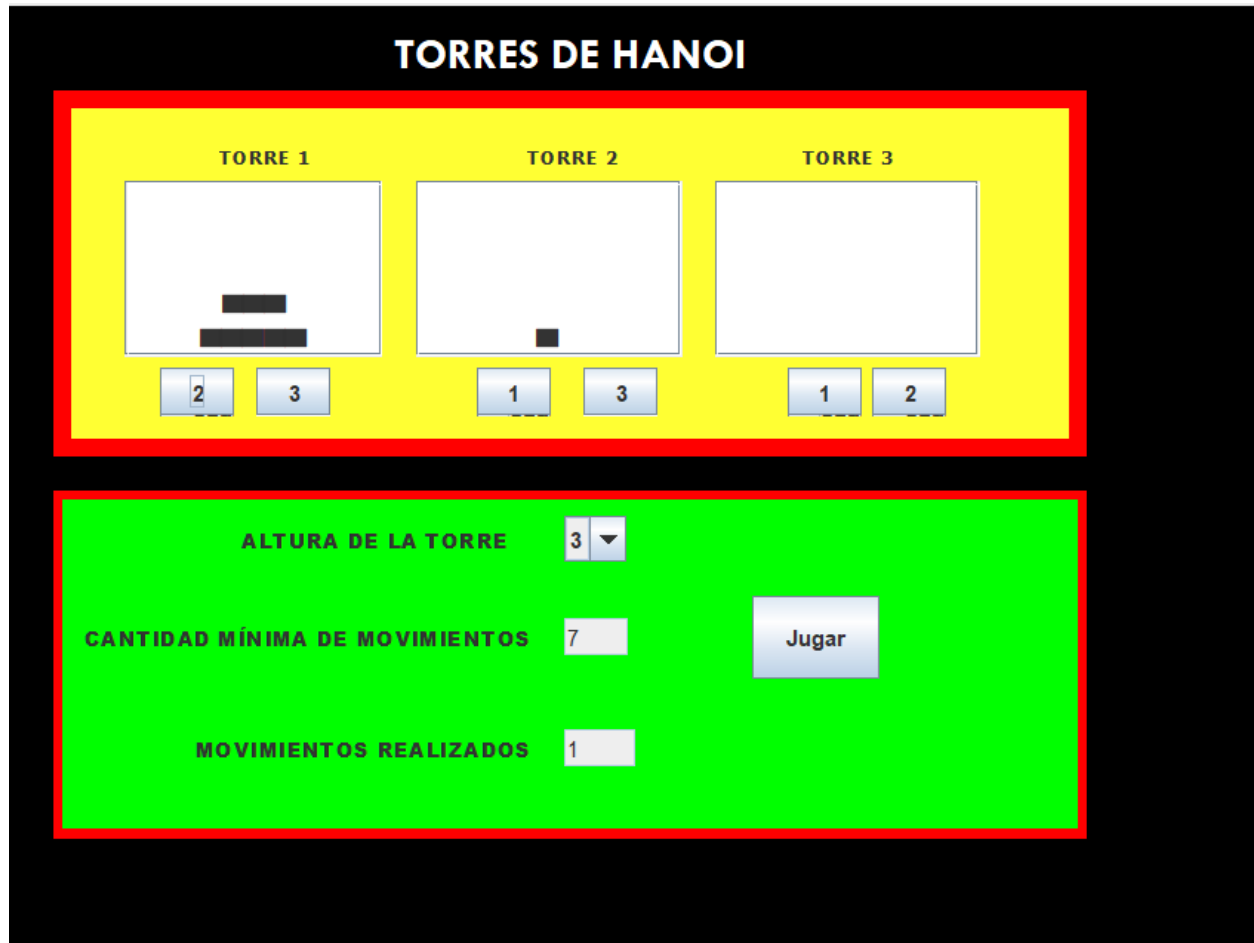 TORRES DE HANOI
TORRE 1 TORRE 2 TORRE 3
2 3 1 3 1 2
ALTURA DE LA TORRE 3
CANTIDAD MÍNIMA DE MOVIMIENTOS 7
Jugar
MOVIMIENTOS REALIZADOS 1